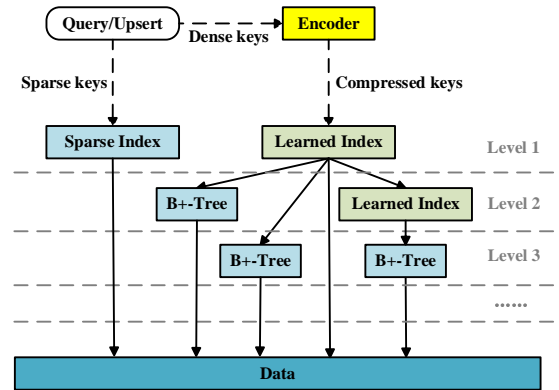 Query/Upsert
Encoder
Dense keys
Sparse keys
Compressed keys
Sparse Index
Learned Index
Level 1
B+-Tree
Learned Index
Level 2
B+-Tree
B+-Tree
Level 3
......
Data